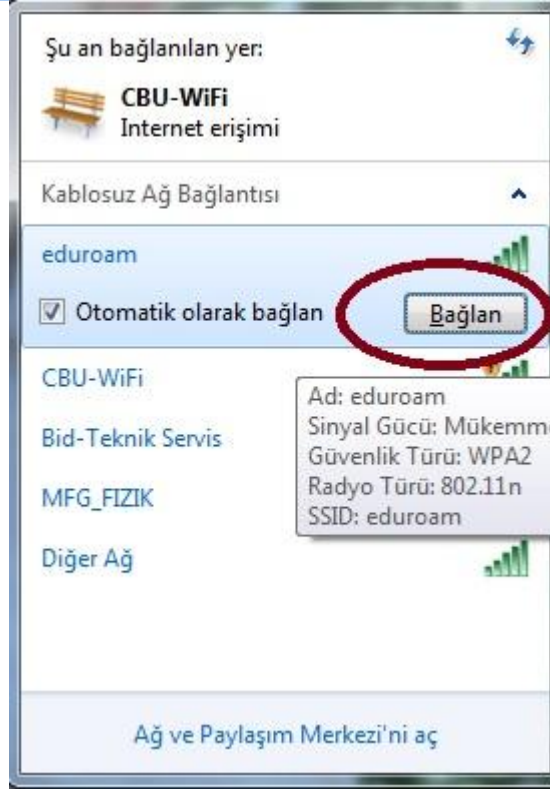 Şu an bağlanılan yer:
CBU-WiFi
Internet erişimi
Kablosuz Ağ Bağlantısı
eduroam
Otomatik olarak bağlan
Bağlan
CBU-WiFi
Ad: eduroam
Sinyal Gücü: Mükemme
Bid-Teknik Servis
Güvenlik Türü: WPA2
Radyo Türü: 802.11n
MFG_FIZIK
SSID: eduroam
Diğer Ağ
Ağ ve Paylaşım Merkezi'ni aç